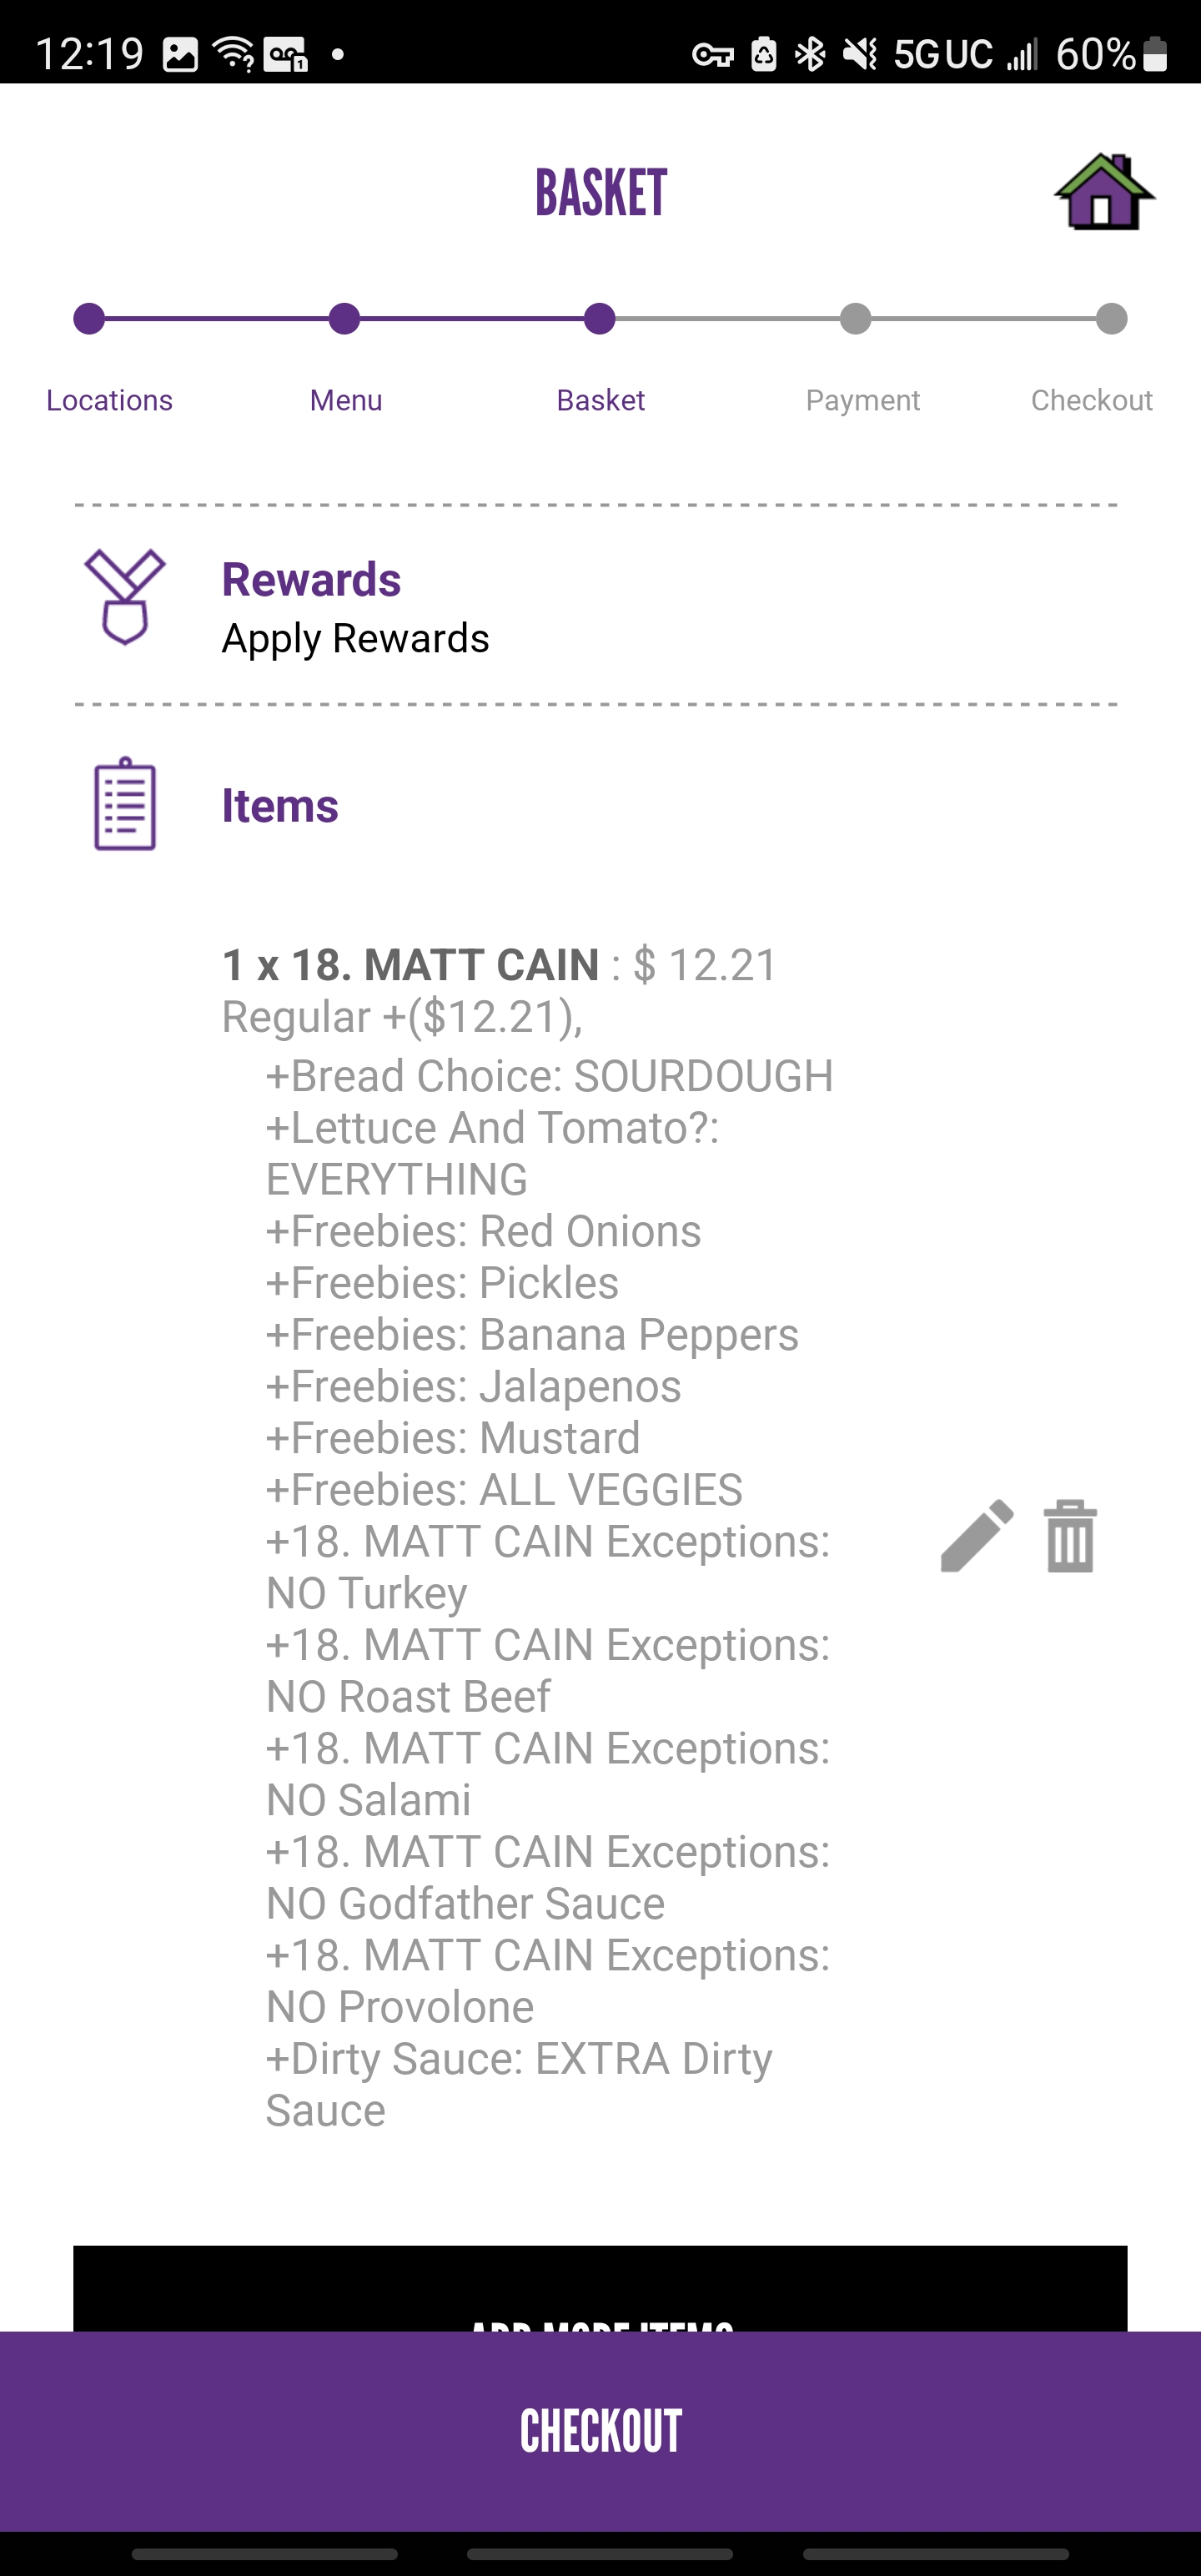 12:19 5G UC 60%
BASKET
Locations Menu Basket Payment Checkout
Rewards
Apply Rewards
Items
1 x 18. MATT CAIN : $ 12.21
Regular +($12.21),
+Bread Choice: SOURDOUGH
+Lettuce And Tomato?:
EVERYTHING
+Freebies: Red Onions
+Freebies: Pickles
+Freebies: Banana Peppers
+Freebies: Jalapenos
+Freebies: Mustard
+Freebies: ALL VEGGIES
+18. MATT CAIN Exceptions:
NO Turkey
+18. MATT CAIN Exceptions:
NO Roast Beef
+18. MATT CAIN Exceptions:
NO Salami
+18. MATT CAIN Exceptions:
NO Godfather Sauce
+18. MATT CAIN Exceptions:
NO Provolone
+Dirty Sauce: EXTRA Dirty
Sauce
ADD MORE ITEMS
CHECKOUT